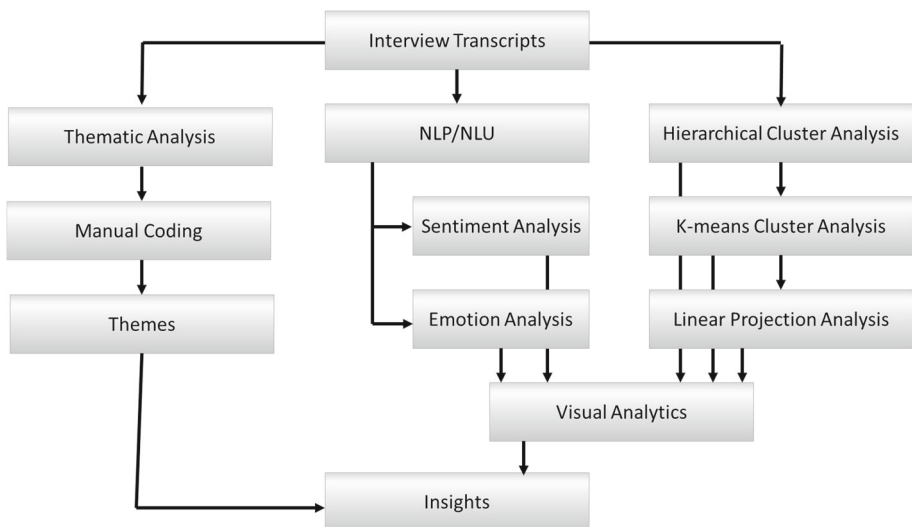 Interview Transcripts
Thematic Analysis
NLP/NLU
Hierarchical Cluster Analysis
Manual Coding
Sentiment Analysis
K-means Cluster Analysis
Themes
Emotion Analysis
Linear Projection Analysis
Visual Analytics
Insights